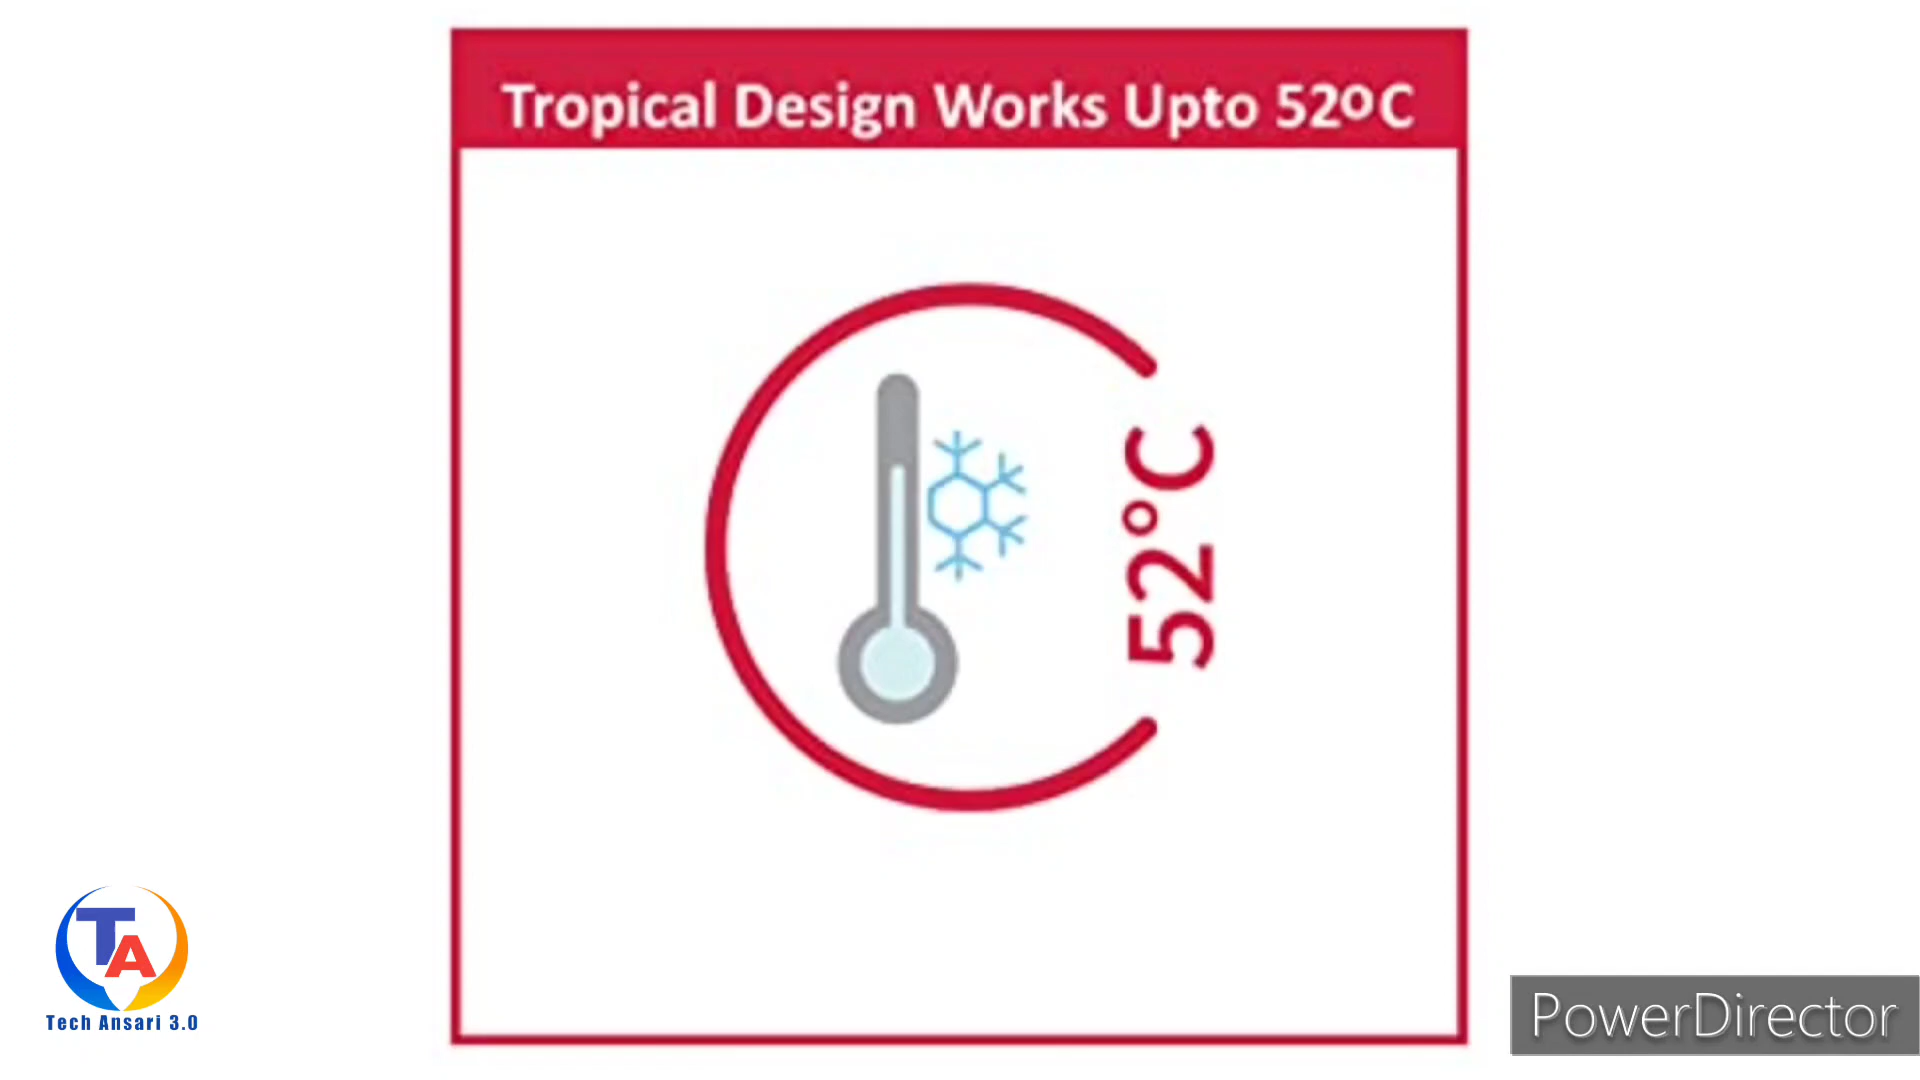 Tropical Design Works Upto 52ºC
52°C
TA
Tech Ansari 3.0
PowerDirector